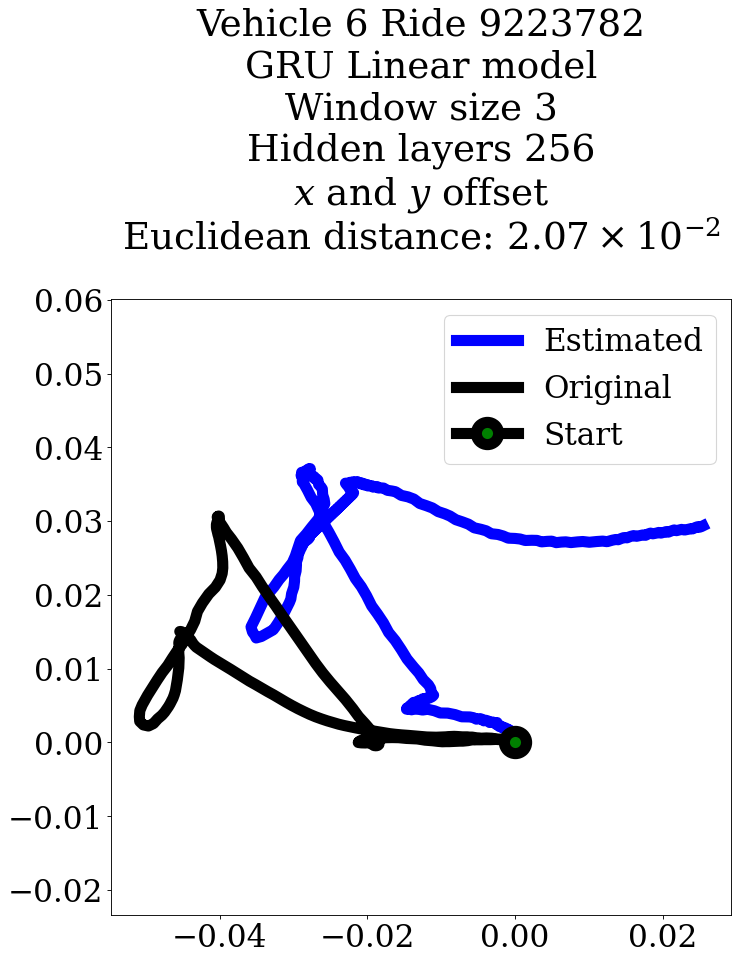 Vehicle 6 Ride 9223782
GRU Linear model
Window size 3
Hidden layers 256
x and y offset
Euclidean distance: 2.07 × 10⁻²
0.06
0.05
0.04
0.03
0.02
0.01
0.00
−0.01
−0.02
Estimated
Original
Start
−0.04
−0.02
0.00
0.02